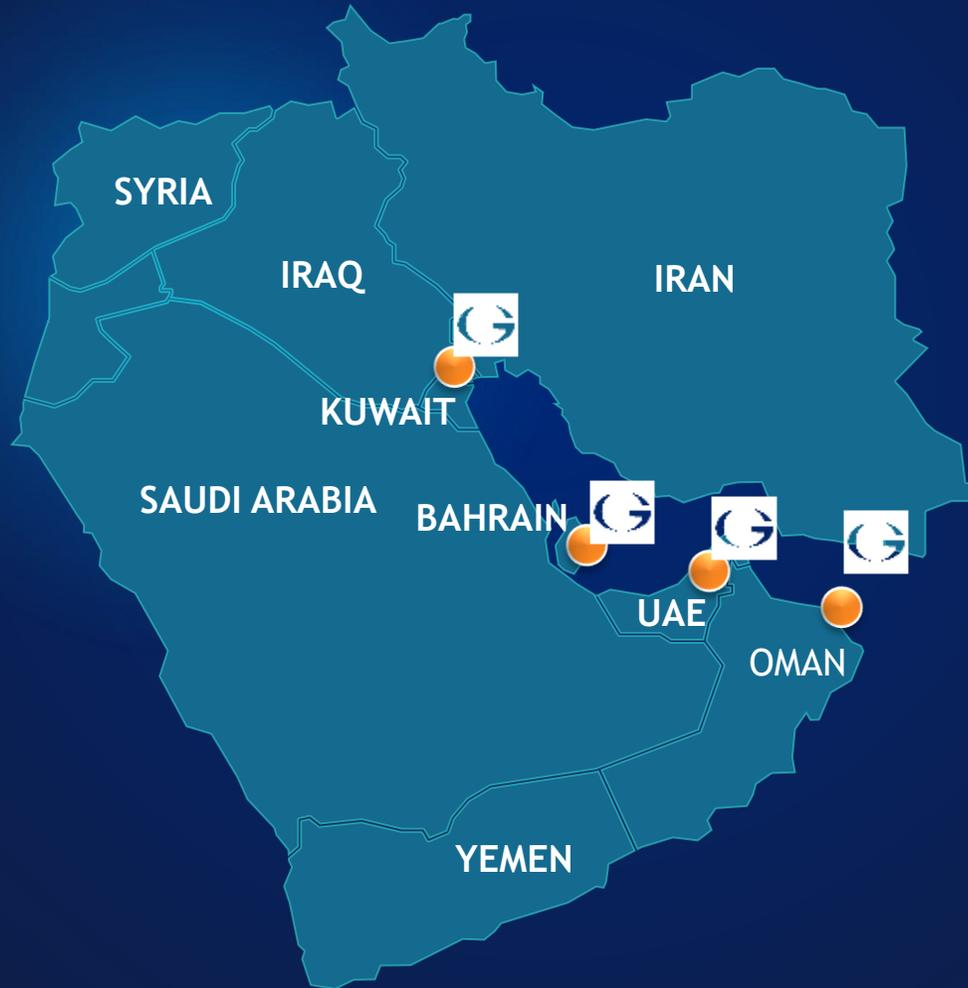 SYRIA
IRAQ
IRAN
G
KUWAIT
SAUDI ARABIA
BAHRAIN
G
G
G
UAE
OMAN
YEMEN